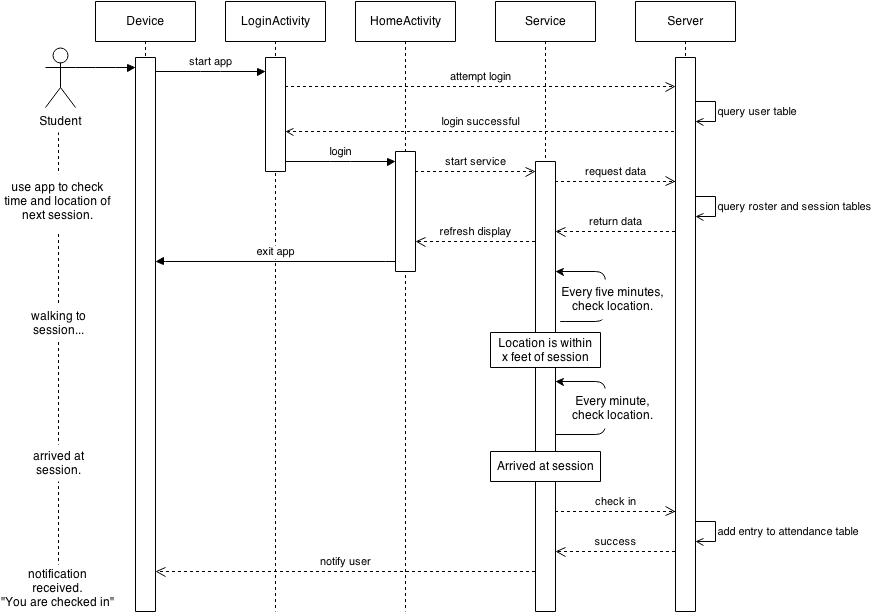 Device
LoginActivity
HomeActivity
Service
Server
start app
attempt login
Student
query user table
login successful
login
start service
request data
use app to check
time and location of
next session.
query roster and session tables
return data
refresh display
exit app
Every five minutes,
check location.
walking to
session...
Location is within
x feet of session
Every minute,
check location.
arrived at
session.
Arrived at session
check in
add entry to attendance table
success
notify user
notification
received.
"You are checked in"